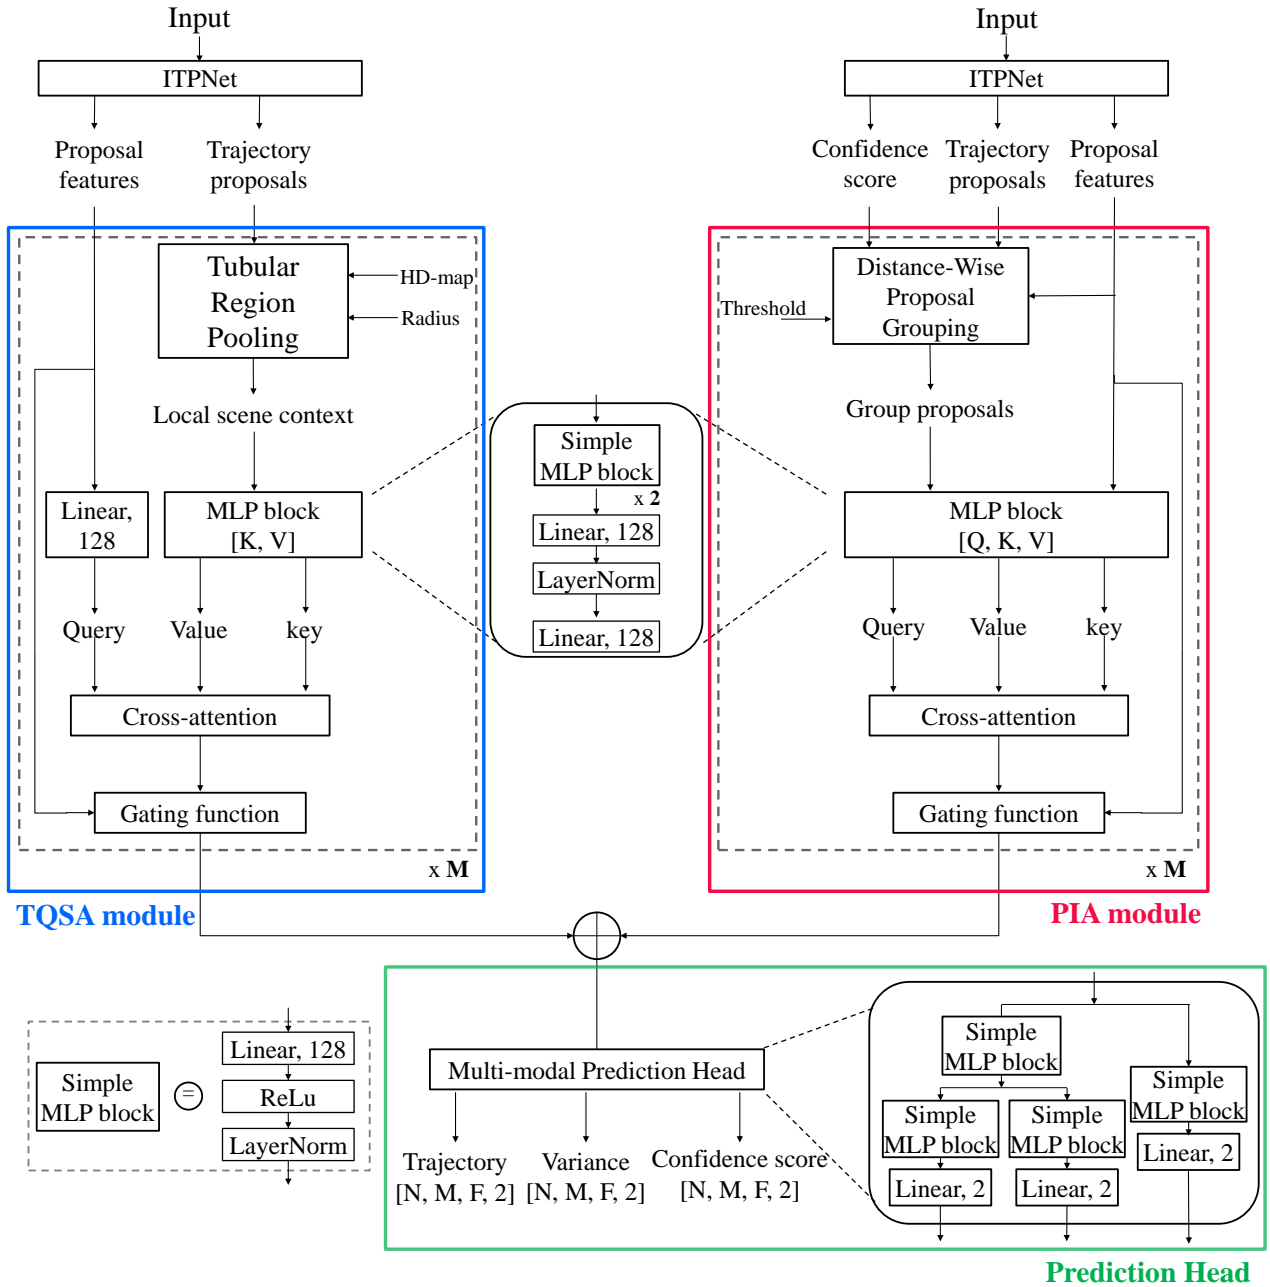 Input
ITPNet
Proposal
features
Trajectory
proposals
Tubular
Region
Pooling
HD-map
Radius
Local scene context
Linear,
128
MLP block
[K, V]
Query
Value
key
Cross-attention
Gating function
x M
TQSA module
Simple
MLP block
x 2
Linear, 128
LayerNorm
Linear, 128
Input
ITPNet
Confidence
score
Trajectory
proposals
Proposal
features
Distance-Wise
Proposal
Grouping
Threshold
Group proposals
MLP block
[Q, K, V]
Query
Value
key
Cross-attention
Gating function
x M
PIA module
Simple
MLP block
=
Linear, 128
ReLu
LayerNorm
Multi-modal Prediction Head
Trajectory
[N, M, F, 2]
Variance
[N, M, F, 2]
Confidence score
[N, M, F, 2]
Simple
MLP block
Simple
MLP block
Linear, 2
Simple
MLP block
Linear, 2
Simple
MLP block
Linear, 2
Prediction Head